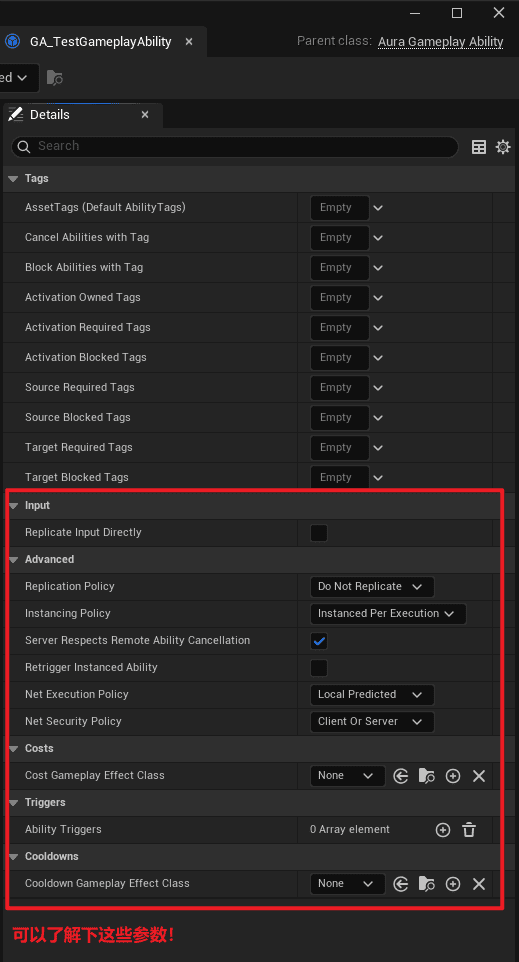 GA_TestGameplayAbility
Parent class: Aura Gameplay Ability
Details
Search
Tags
AssetTags (Default AbilityTags) Empty
Cancel Abilities with Tag Empty
Block Abilities with Tag Empty
Activation Owned Tags Empty
Activation Required Tags Empty
Activation Blocked Tags Empty
Source Required Tags Empty
Source Blocked Tags Empty
Target Required Tags Empty
Target Blocked Tags Empty
Input
Replicate Input Directly
Advanced
Replication Policy Do Not Replicate
Instancing Policy Instanced Per Execution
Server Respects Remote Ability Cancellation
Retrigger Instanced Ability
Net Execution Policy Local Predicted
Net Security Policy Client Or Server
Costs
Cost Gameplay Effect Class None
Triggers
Ability Triggers 0 Array element
Cooldowns
Cooldown Gameplay Effect Class None
可以了解下这些参数!